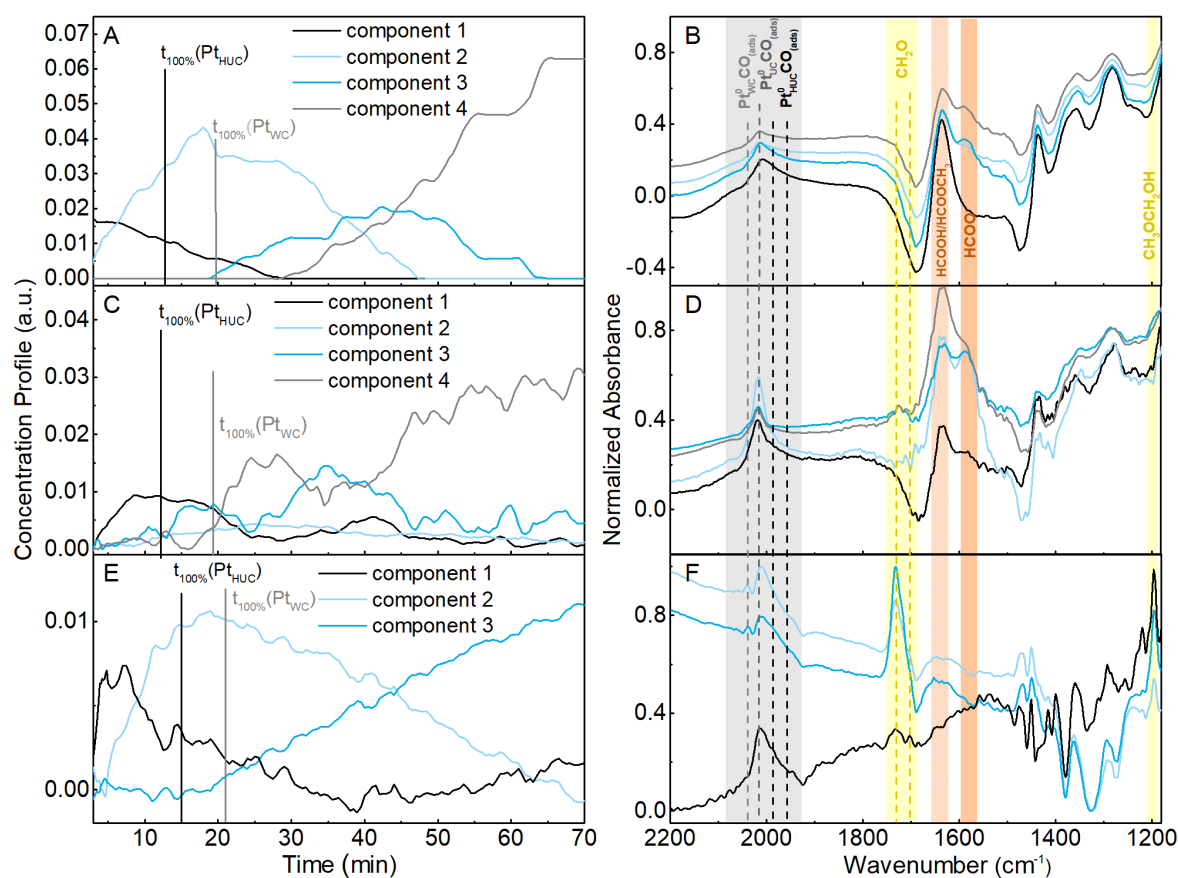 Concentration Profile (a.u.)
A
t100%(PtHUC)
t100%(PtWC)
component 1
component 2
component 3
component 4
0.07
0.06
0.05
0.04
0.03
0.02
0.01
0.00
C
t100%(PtHUC)
t100%(PtWC)
component 1
component 2
component 3
component 4
0.04
0.03
0.02
0.01
0.00
E
t100%(PtHUC)
t100%(PtWC)
component 1
component 2
component 3
0.01
0.00
10 20 30 40 50 60 70
Time (min)
Normalized Absorbance
B
Pt0WCCO(ads)
Pt0UCCO(ads)
Pt0HUCCO(ads)
CH2O
HCOOH/HCOOCH3
HCOO-
CH3OCH2OH
0.8
0.4
0.0
-0.4
D
0.8
0.4
0.0
F
0.8
0.4
0.0
2200 2000 1800 1600 1400 1200
Wavenumber (cm-1)